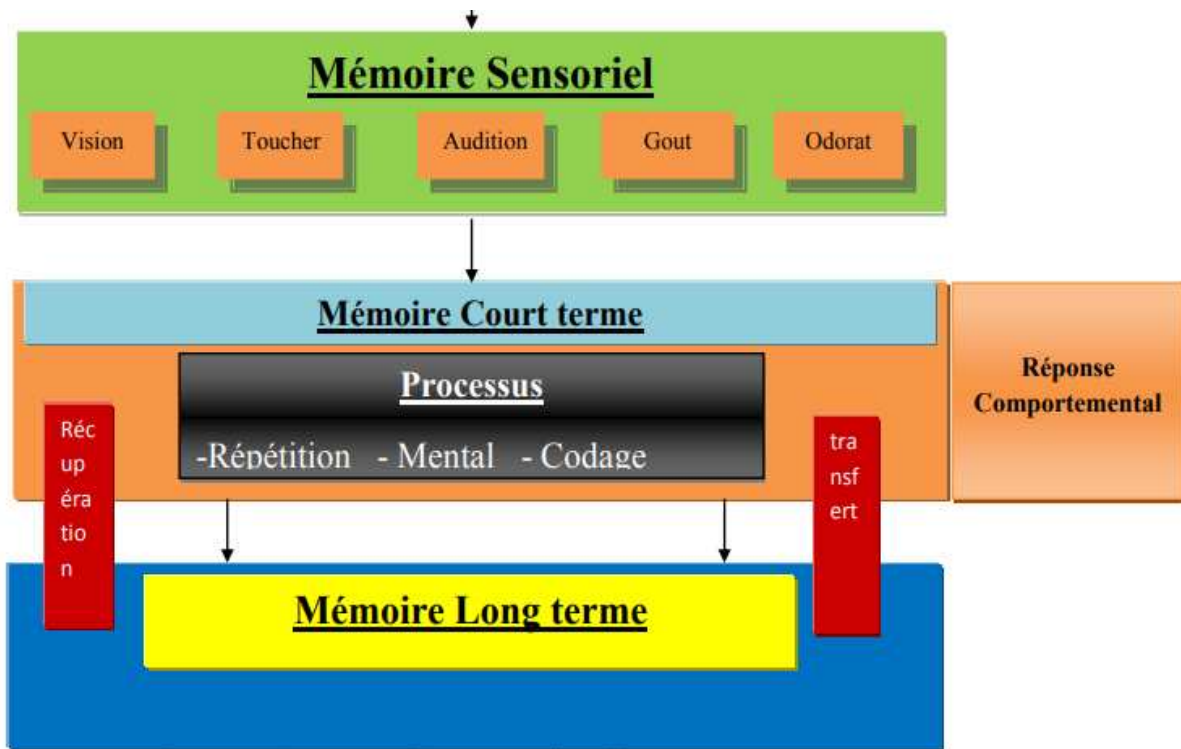 Mémoire Sensoriel
Vision Toucher Audition Gout Odorat
Mémoire Court terme
Processus
-Répétition - Mental - Codage
Réponse
Comportemental
Réc
up
éra
tio
n
tra
nsf
ert
Mémoire Long terme